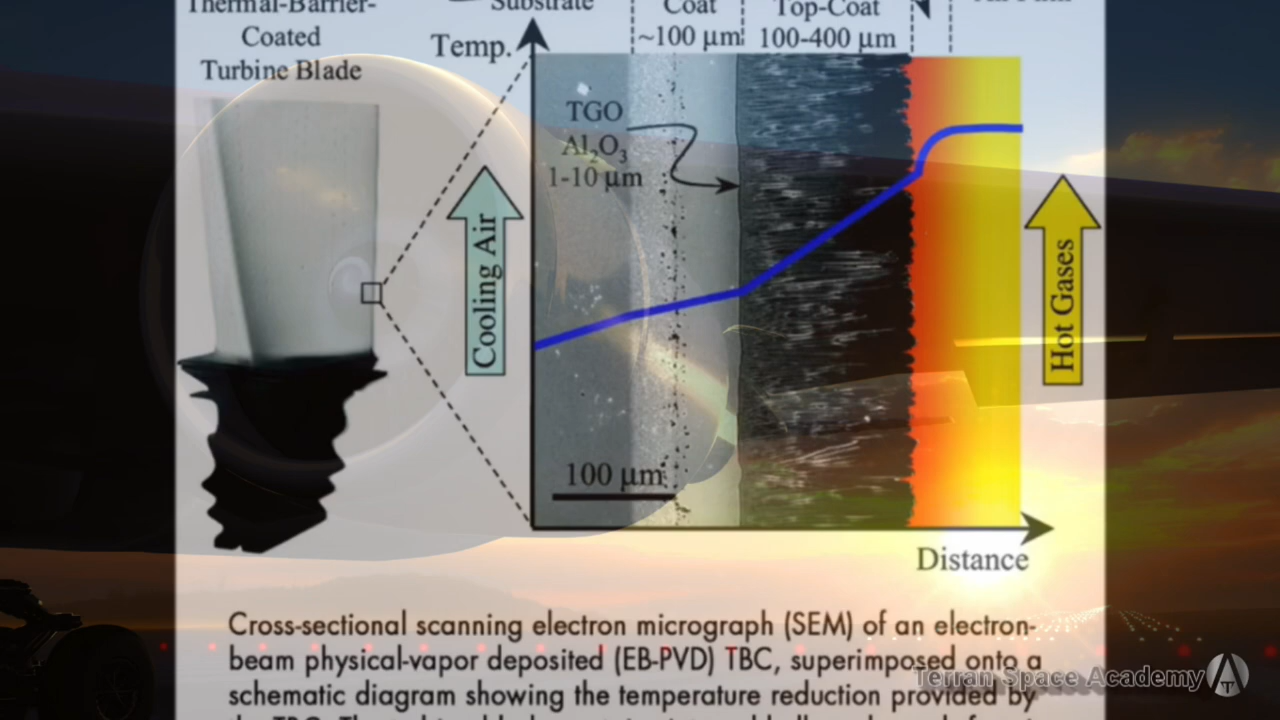 Thermal-Barrier-
Coated
Turbine Blade
Substrate
Temp.
Coat
~100 μm
Top-Coat
100-400 μm
TGO
Al₂O₃
1-10 μm
Cooling Air
Hot Gases
100 μm
Distance
Cross-sectional scanning electron micrograph (SEM) of an electron-
beam physical-vapor deposited (EB-PVD) TBC, superimposed onto a
schematic diagram showing the temperature reduction provided by
Terran Space Academy